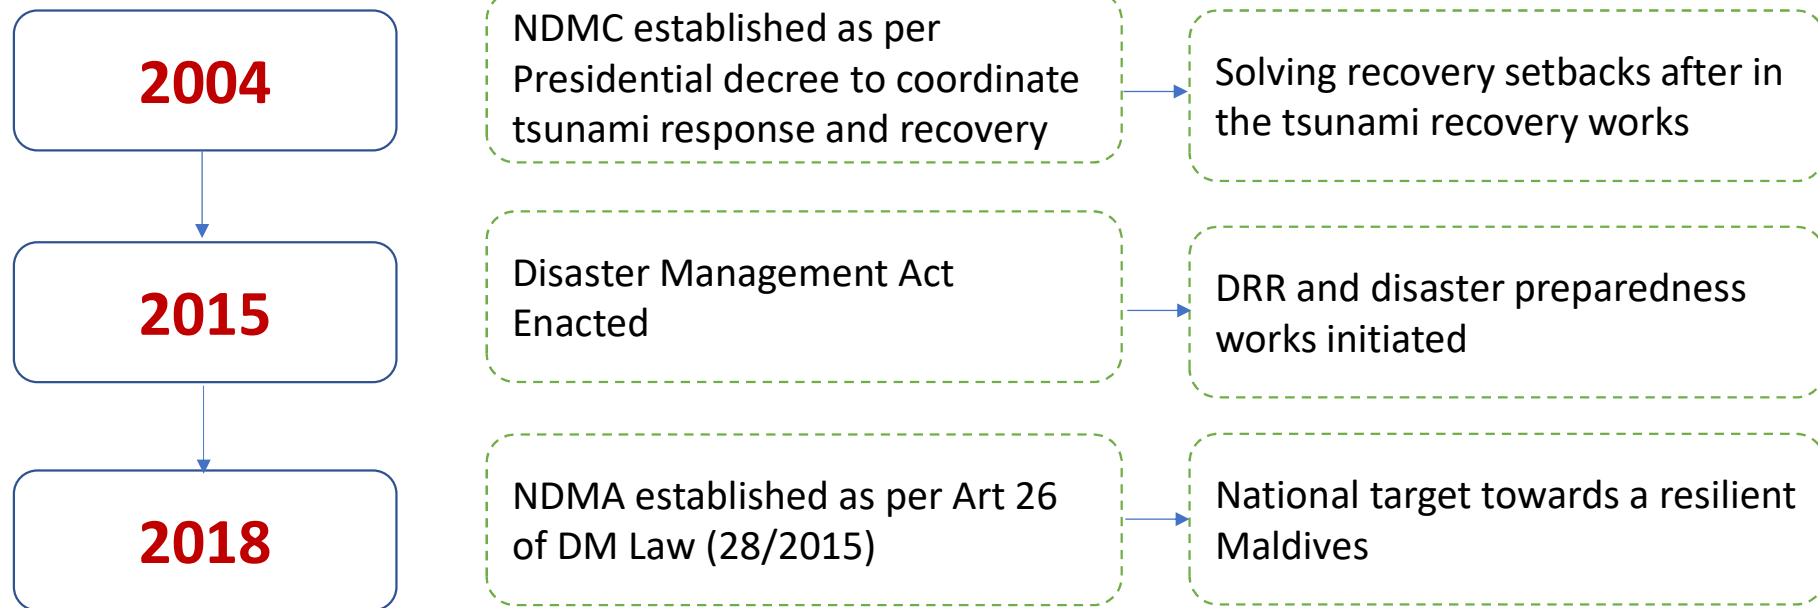 2004
NDMC established as per
Presidential decree to coordinate
tsunami response and recovery
Solving recovery setbacks after in
the tsunami recovery works
2015
Disaster Management Act
Enacted
DRR and disaster preparedness
works initiated
2018
NDMA established as per Art 26
of DM Law (28/2015)
National target towards a resilient
Maldives